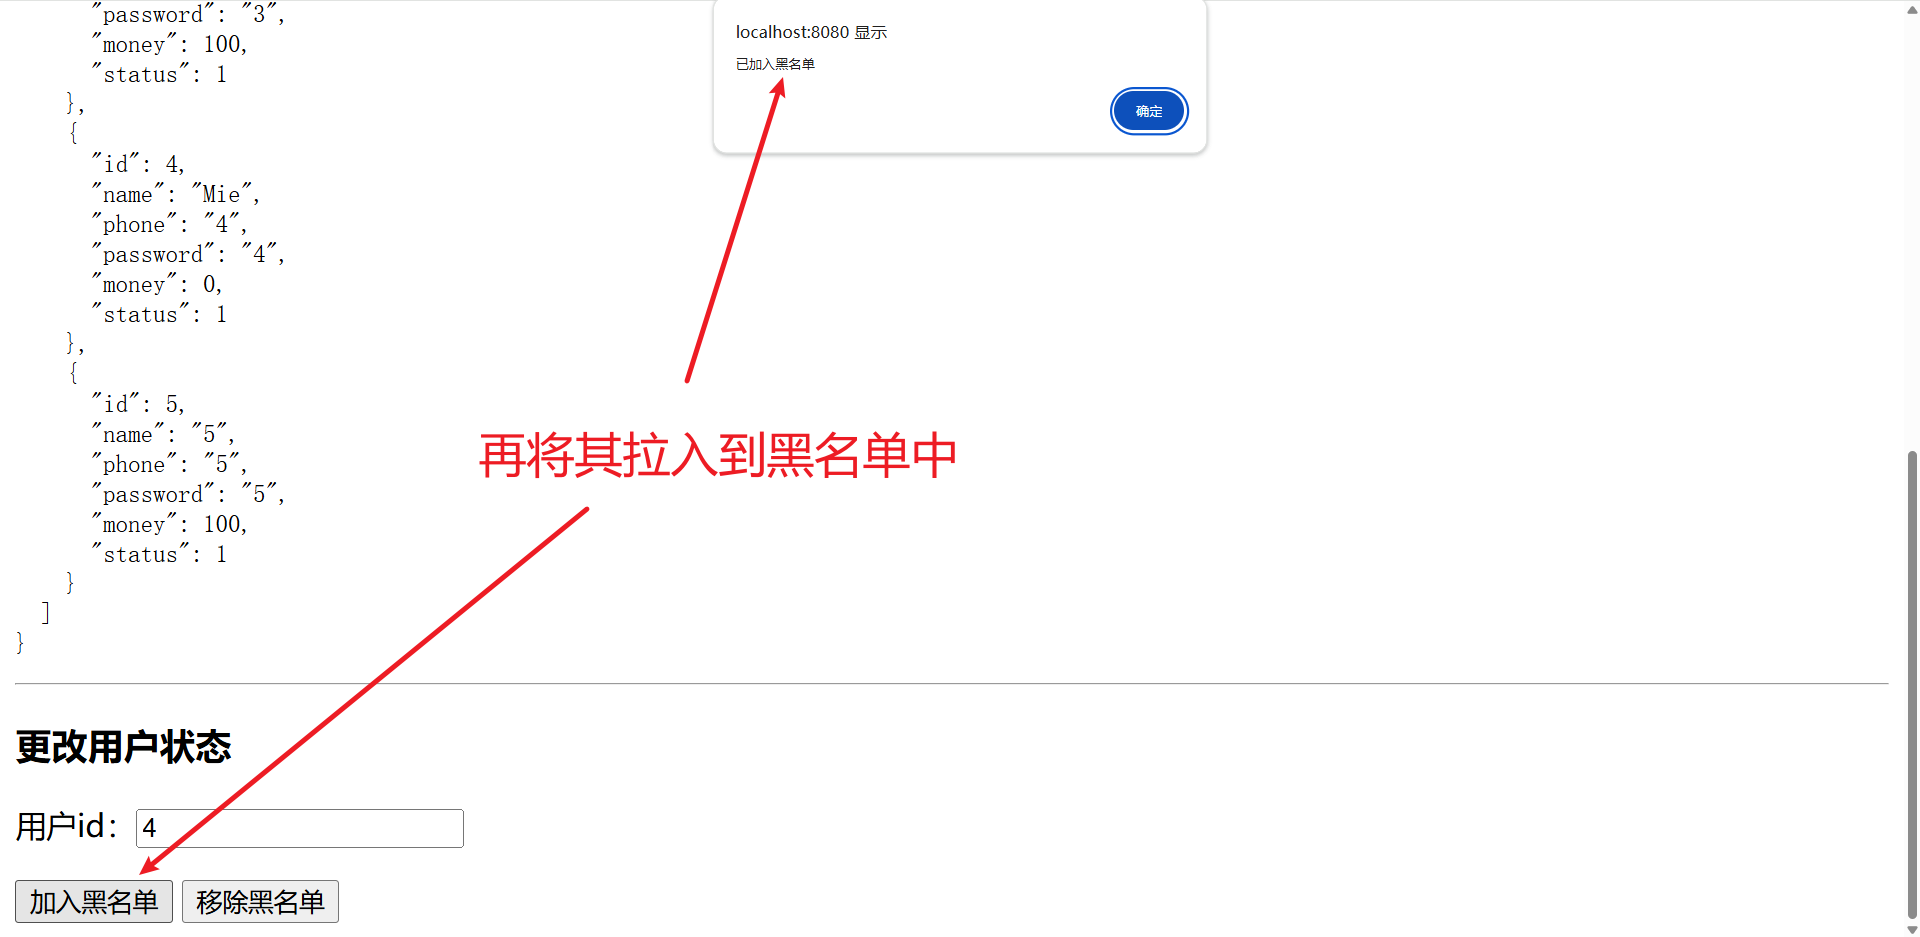 "password": "3",
"money": 100,
"status": 1
},
{
"id": 4,
"name": "Mie",
"phone": "4",
"password": "4",
"money": 0,
"status": 1
},
{
"id": 5,
"name": "5",
"phone": "5",
"password": "5",
"money": 100,
"status": 1
}
]
}
localhost:8080 显示
已加入黑名单
确定
再将其拉入到黑名单中
更改用户状态
用户id： 4
加入黑名单 移除黑名单